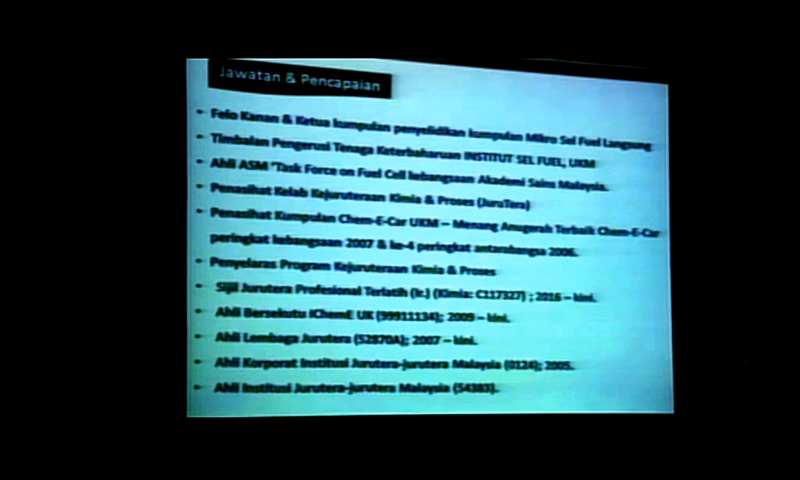 Jawatan & Pencapaian
• Felo Kanan & Ketua kumpulan penyelidikan kumpulan Mikro Sel Fuel Langsung
• Timbalan Pengerusi Tenaga Keterbaharuan INSTITUT SEL FUEL, UKM
• Ahli ASM "Task Force on Fuel Cell kebangsaan Akademi Sains Malaysia.
• Penasihat Kelab Kejuruteraan Kimia & Proses (JuruTera)
• Penasihat Kumpulan Chem-E-Car UKM – Menang Anugerah Terbaik Chem-E-Car
peringkat kebangsaan 2007 & ke-4 peringkat antarabangsa 2006.
• Penyelaras Program Kejuruteraan Kimia & Proses
• Sijil Jurutera Profesional Terlatih (Ir.) (Kimia: C117327) ; 2016 – kini.
• Ahli Bersekutu IChemE UK (99911134); 2009 – kini.
• Ahli Lembaga Jurutera (52870A); 2007 – kini.
• Ahli Korporat Institusi Jurutera-jurutera Malaysia (0124); 2005.
• Ahli Institusi Jurutera-jurutera Malaysia (54383).